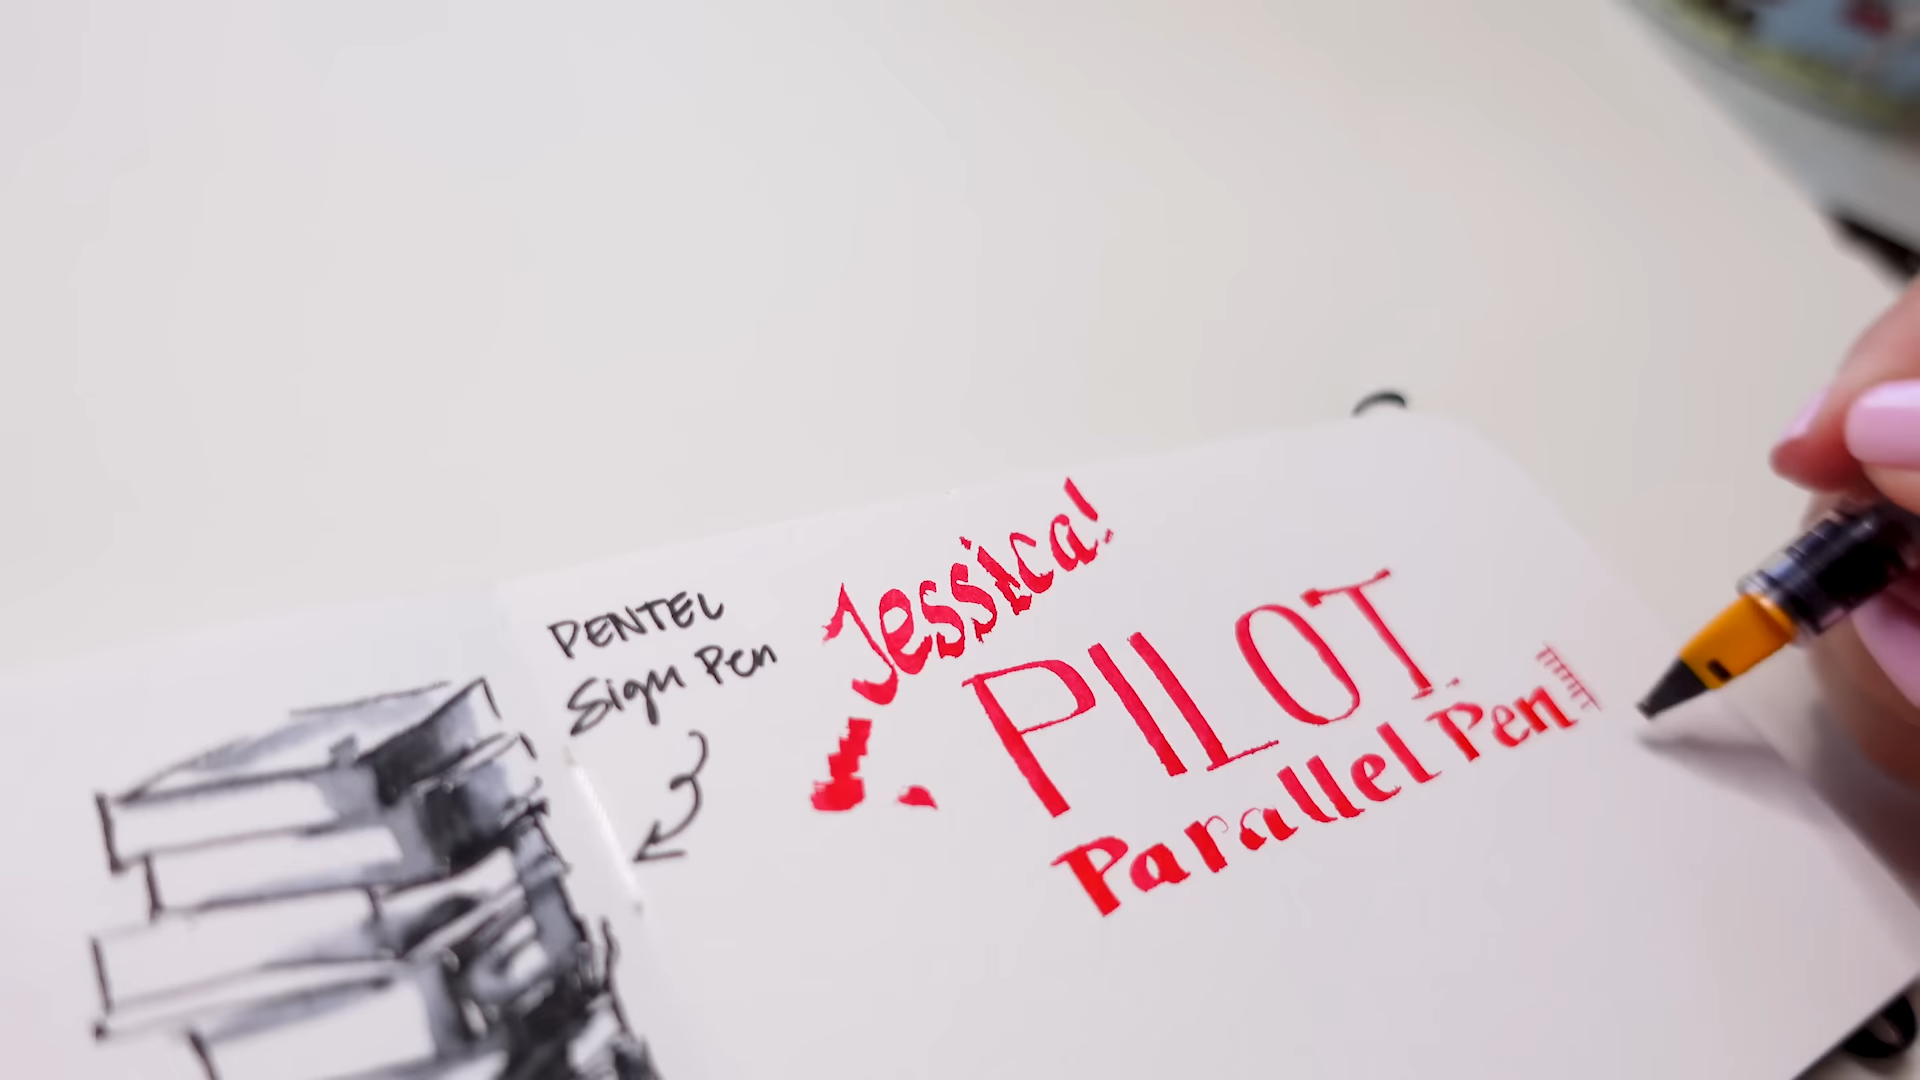 PENTEL
Sign Pen
Jessica!
PILOT
Parallel Pen